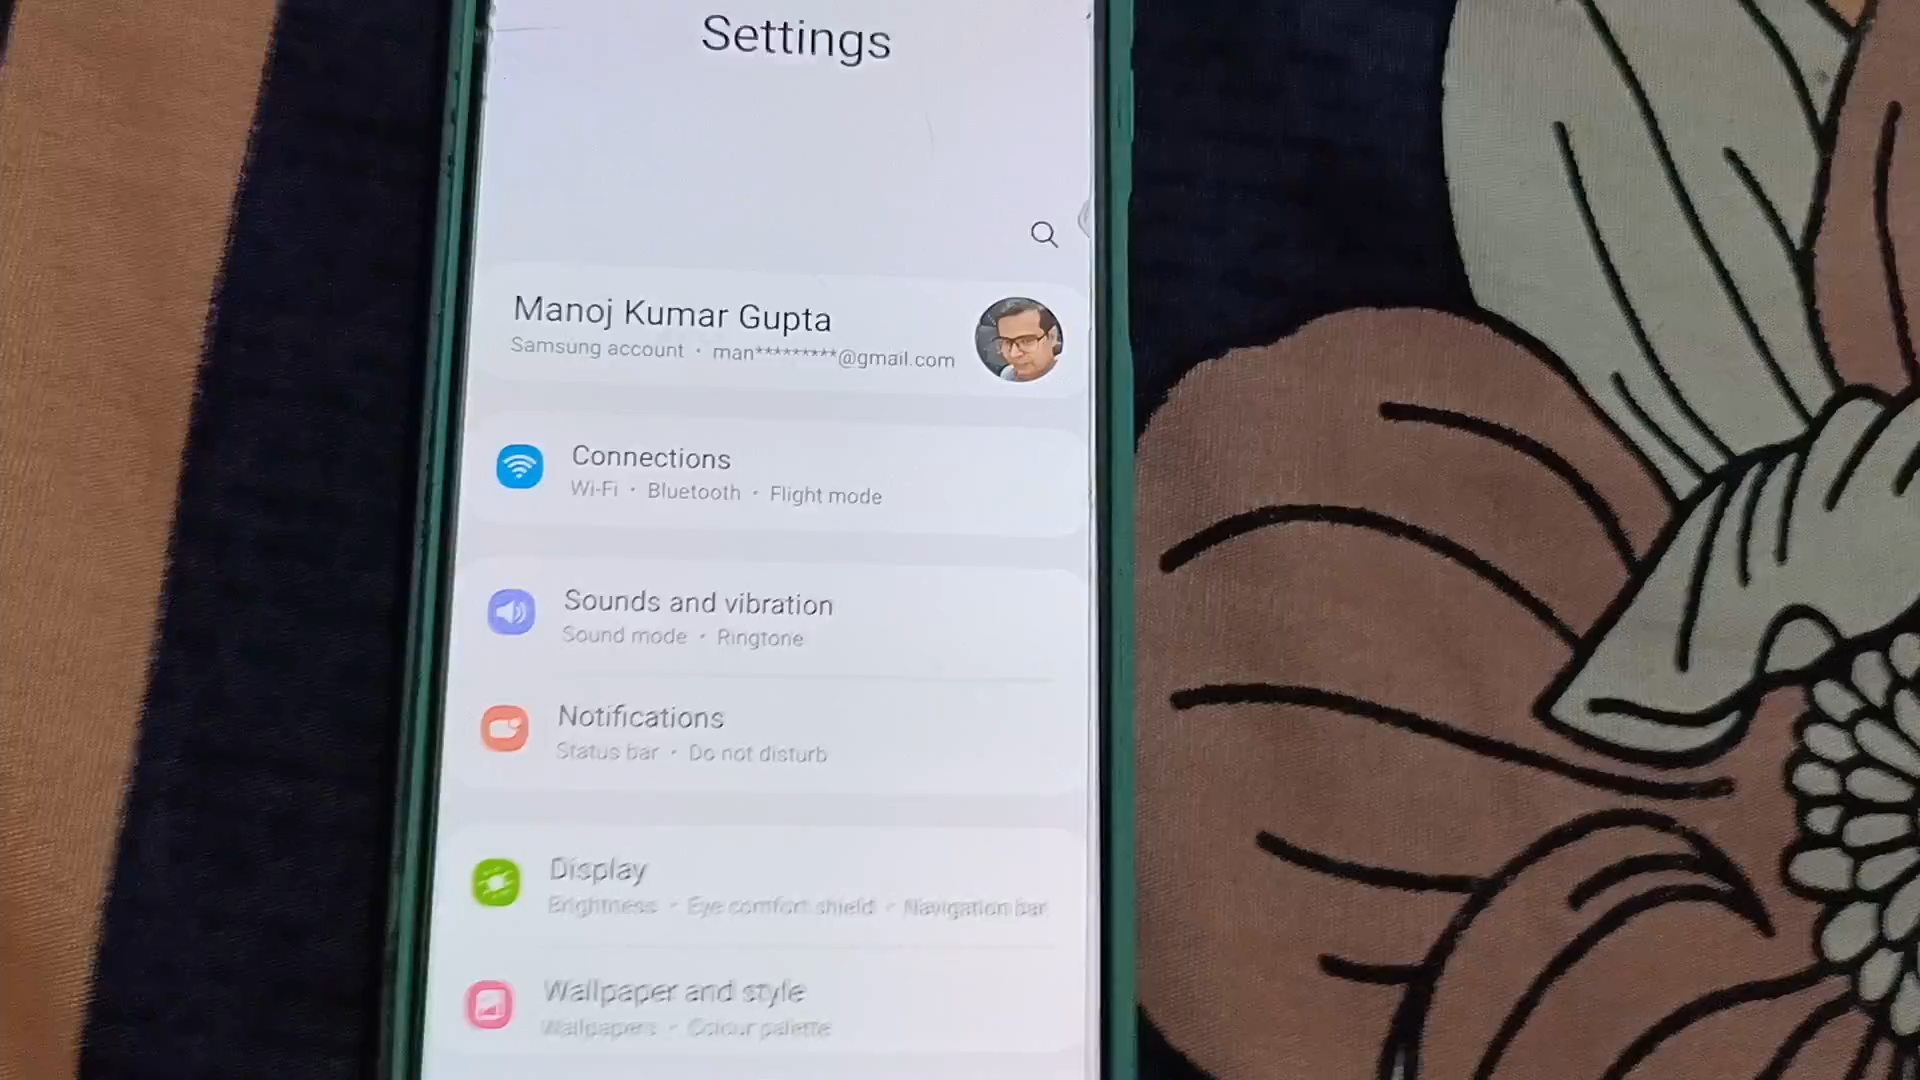 Settings
Manoj Kumar Gupta
Samsung account · man*********@gmail.com
Connections
Wi-Fi · Bluetooth · Flight mode
Sounds and vibration
Sound mode · Ringtone
Notifications
Status bar · Do not disturb
Display
Brightness · Eye comfort shield · Navigation bar
Wallpaper and style
Wallpapers · Colour palette